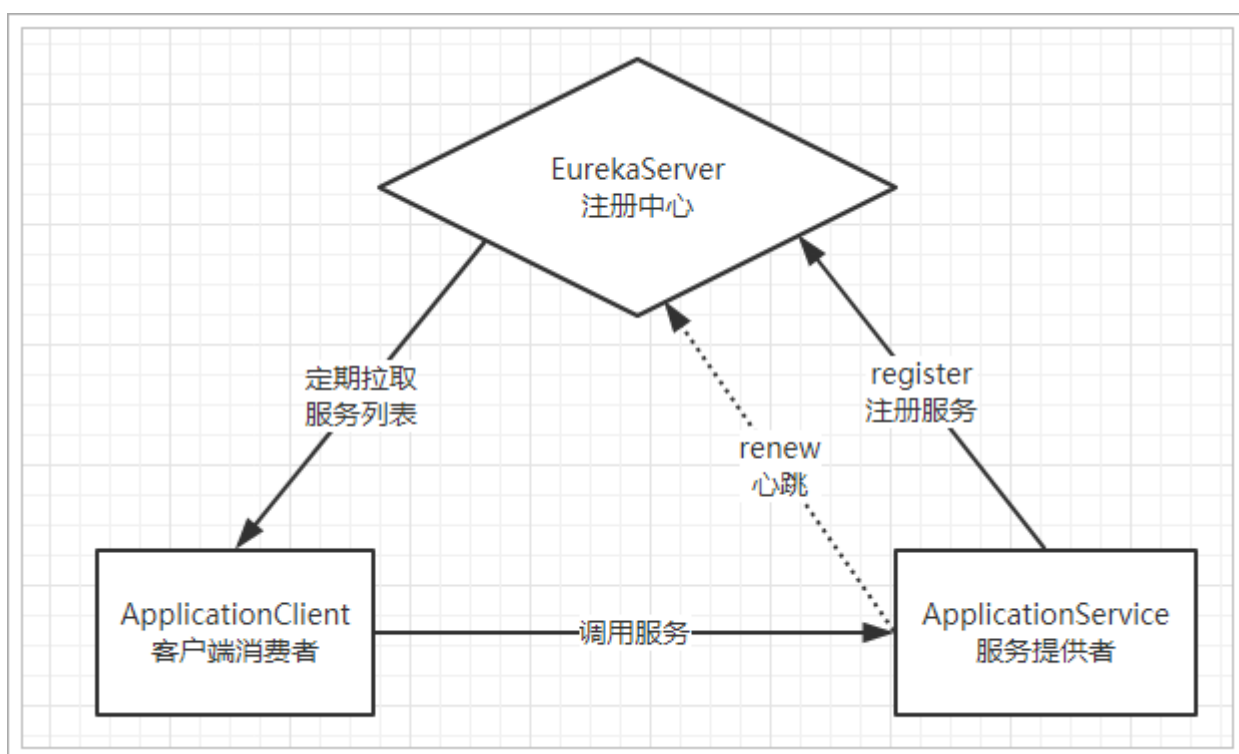 EurekaServer
注册中心
定期拉取
服务列表
register
注册服务
renew
心跳
ApplicationClient
客户端消费者
调用服务
ApplicationService
服务提供者